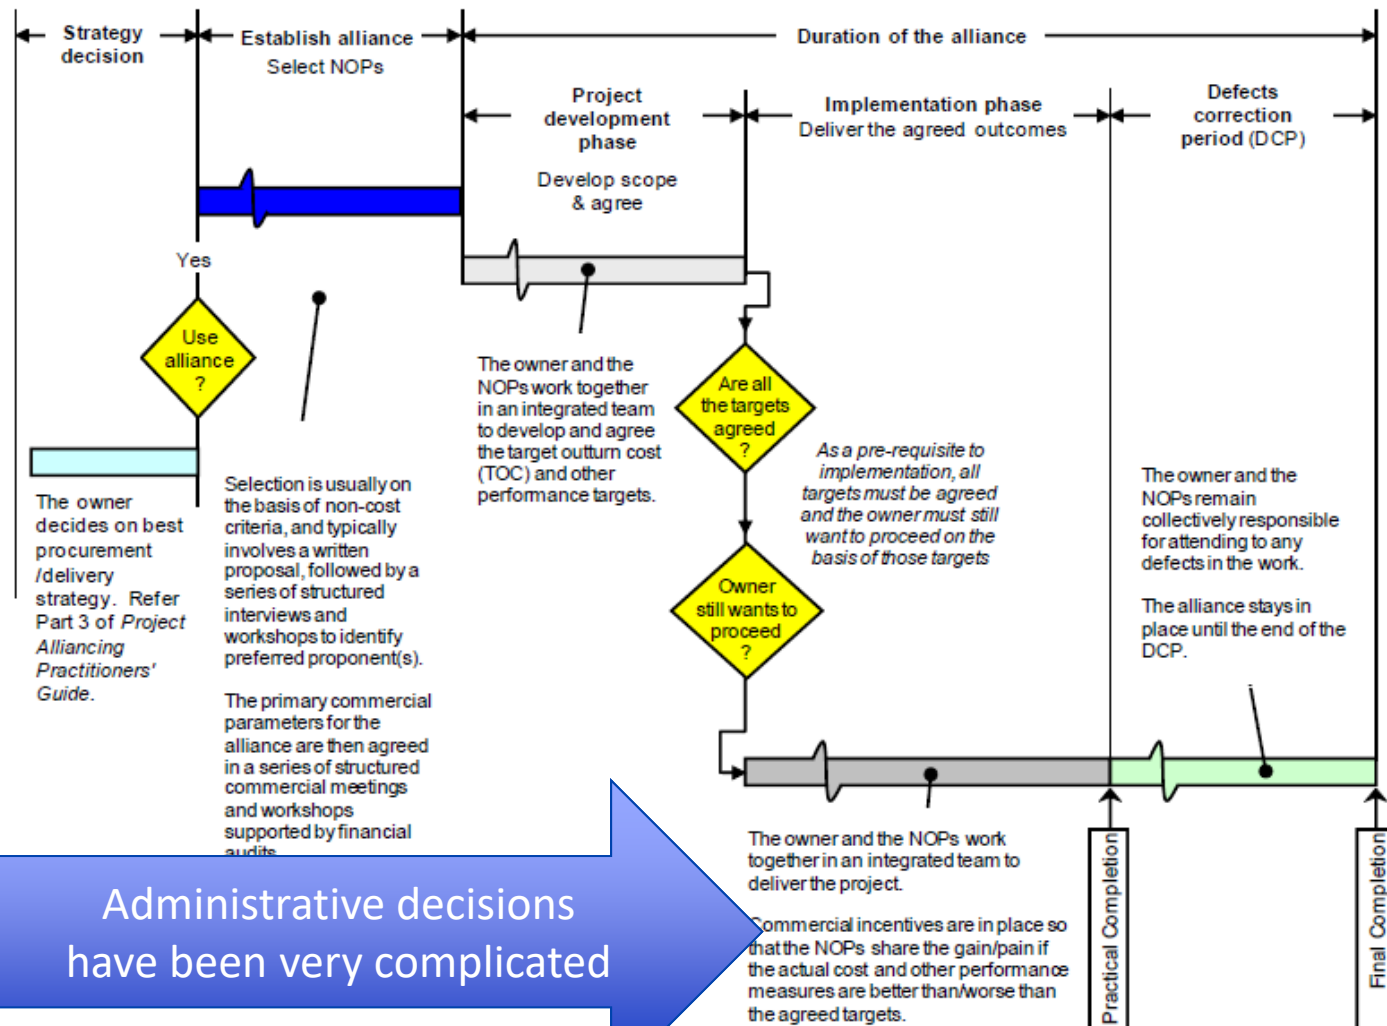 Strategy
decision
Establish alliance
Select NOPs
Duration of the alliance
Project
development
phase
Develop scope
& agree
Implementation phase
Deliver the agreed outcomes
Defects
correction
period (DCP)
Yes
Use
alliance
?
The owner
decides on best
procurement
/delivery
strategy. Refer
Part 3 of Project
Alliancing
Practitioners'
Guide.
Selection is usually on
the basis of non-cost
criteria, and typically
involves a written
proposal, followed by a
series of structured
interviews and
workshops to identify
preferred proponent(s).
The primary commercial
parameters for the
alliance are then agreed
in a series of structured
commercial meetings
and workshops
supported by financial
audits
The owner and the
NOPs work together
in an integrated team
to develop and agree
the target outturn cost
(TOC) and other
performance targets.
Are all
the targets
agreed
?
As a pre-requisite to
implementation, all
targets must be agreed
and the owner must still
want to proceed on the
basis of those targets
Owner
still wants to
proceed
?
The owner and the
NOPs remain
collectively responsible
for attending to any
defects in the work.
The alliance stays in
place until the end of the
DCP.
The owner and the NOPs work
together in an integrated team to
deliver the project.
Commercial incentives are in place so
that the NOPs share the gain/pain if
the actual cost and other performance
measures are better than/worse than
the agreed targets.
Practical Completion
Final Completion
Administrative decisions
have been very complicated